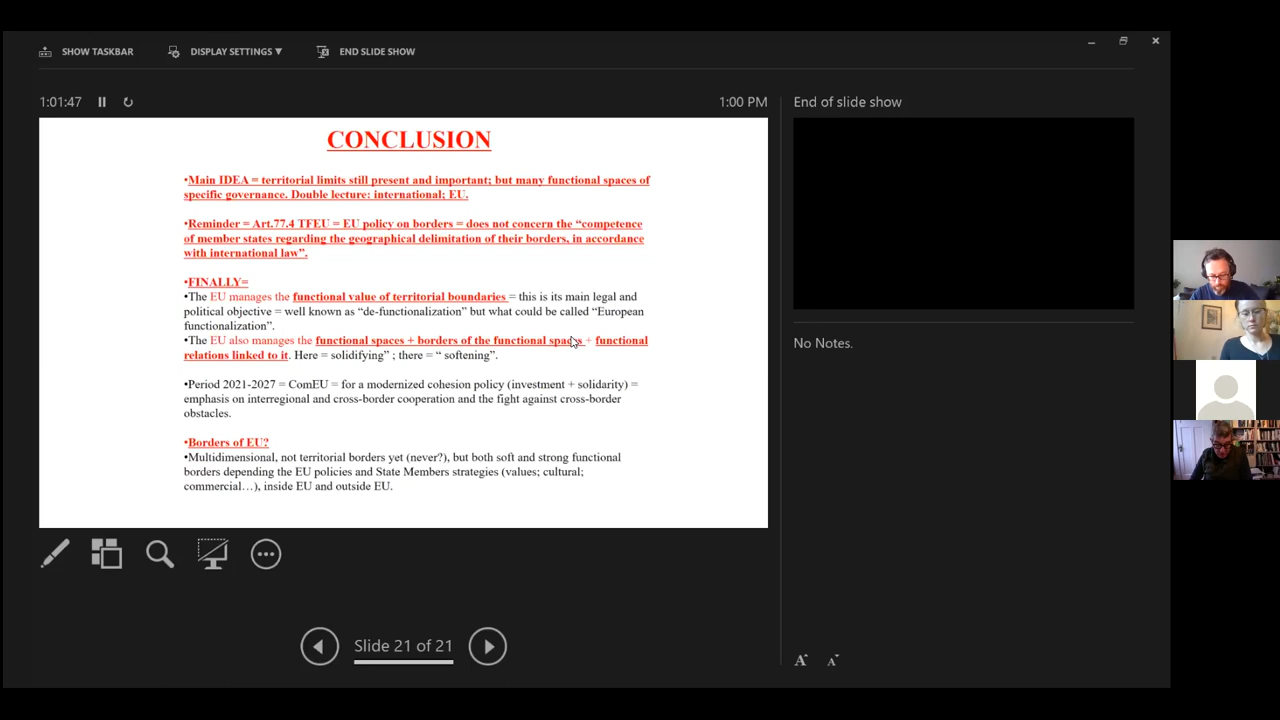 SHOW TASKBAR
DISPLAY SETTINGS ▼
END SLIDE SHOW
1:01:47
1:00 PM
End of slide show
CONCLUSION
•Main IDEA = territorial limits still present and important; but many functional spaces of
specific governance. Double lecture: international; EU.
•Reminder = Art.77.4 TFEU = EU policy on borders = does not concern the “competence
of member states regarding the geographical delimitation of their borders, in accordance
with international law”.
•FINALLY=
•The EU manages the functional value of territorial boundaries = this is its main legal and
political objective = well known as “de-functionalization” but what could be called “European
functionalization”.
•The EU also manages the functional spaces + borders of the functional spaces + functional
relations linked to it. Here = solidifying” ; there = “ softening”.
•Period 2021-2027 = ComEU = for a modernized cohesion policy (investment + solidarity) =
emphasis on interregional and cross-border cooperation and the fight against cross-border
obstacles.
•Borders of EU?
•Multidimensional, not territorial borders yet (never?), but both soft and strong functional
borders depending the EU policies and State Members strategies (values; cultural;
commercial…), inside EU and outside EU.
No Notes.
Slide 21 of 21
A A